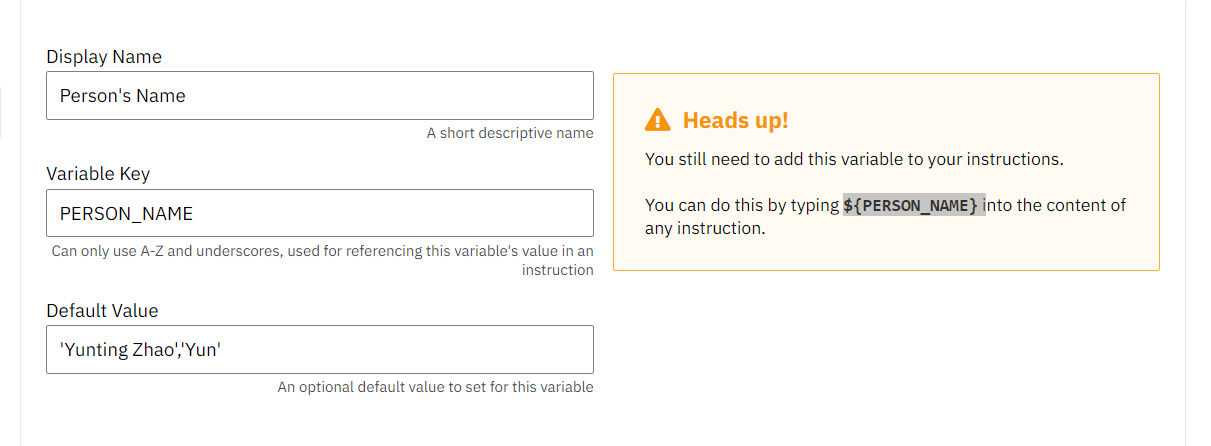 Display Name
Person's Name
A short descriptive name
Variable Key
PERSON_NAME
Can only use A-Z and underscores, used for referencing this variable's value in an
instruction
Default Value
'Yunting Zhao','Yun'
An optional default value to set for this variable
Heads up!
You still need to add this variable to your instructions.
You can do this by typing ${PERSON_NAME} into the content of
any instruction.